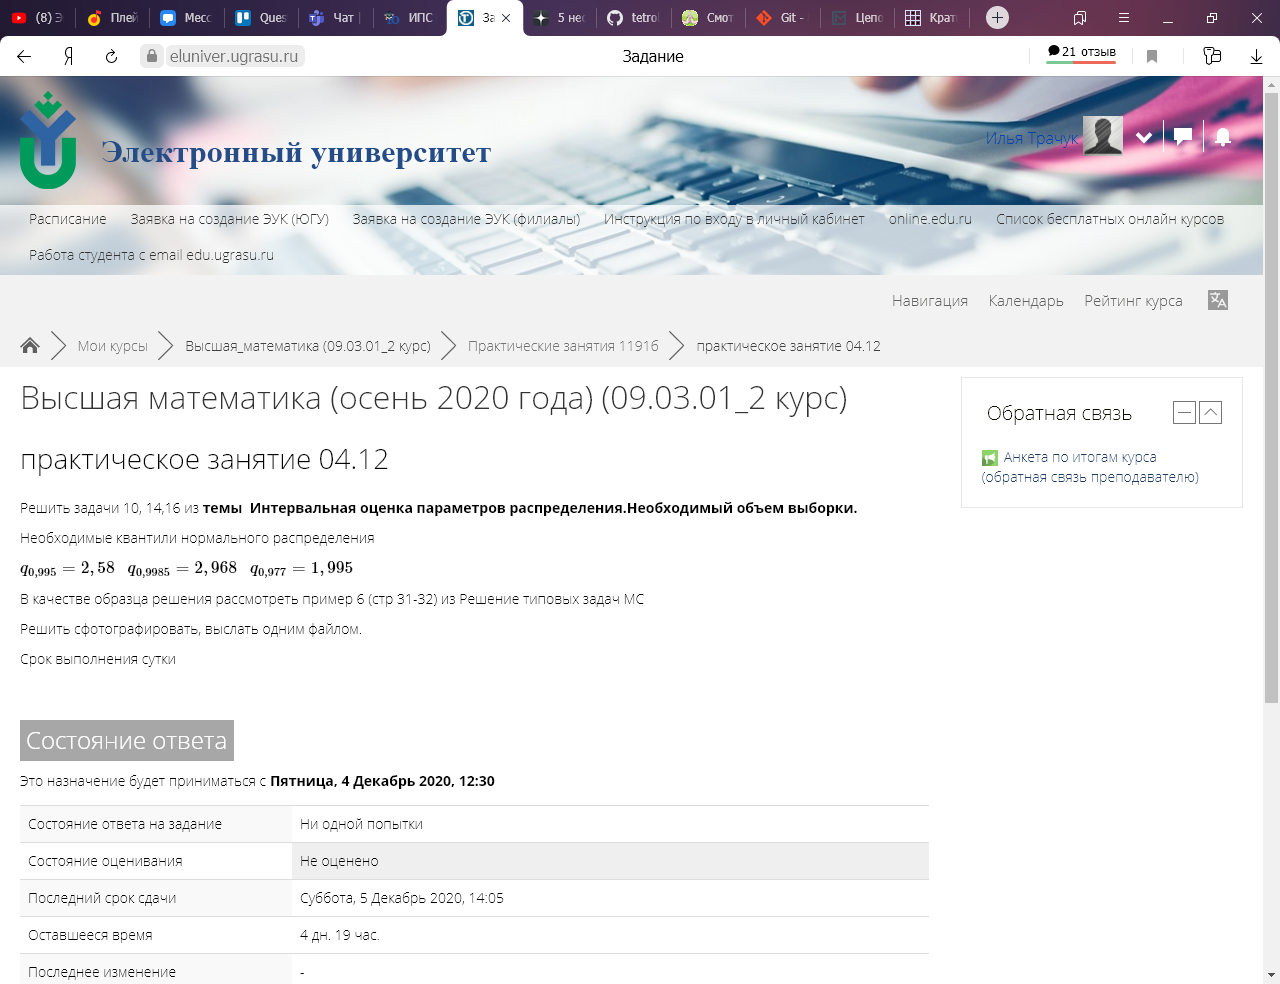 (8) Э
Плей
Месс
Ques
Чат |
ИПС
За
5 нес
tetrol
Смот
Git -
Цепо
Крат
eluniver.ugrasu.ru
Задание
21 отзыв
Электронный университет
Илья Трачук
Расписание
Заявка на создание ЭУК (ЮГУ)
Заявка на создание ЭУК (филиалы)
Инструкция по входу в личный кабинет
online.edu.ru
Список бесплатных онлайн курсов
Работа студента с email edu.ugrasu.ru
Навигация
Календарь
Рейтинг курса
Мои курсы
Высшая_математика (09.03.01_2 курс)
Практические занятия 1191б
практическое занятие 04.12
Высшая математика (осень 2020 года) (09.03.01_2 курс)
практическое занятие 04.12
Решить задачи 10, 14,16 из темы Интервальная оценка параметров распределения.Необходимый объем выборки.
Необходимые квантили нормального распределения
q0,995 = 2,58 q0,9985 = 2,968 q0,977 = 1,995
В качестве образца решения рассмотреть пример 6 (стр 31-32) из Решение типовых задач МС
Решить сфотографировать, выслать одним файлом.
Срок выполнения сутки
Обратная связь
Анкета по итогам курса
(обратная связь преподавателю)
Состояние ответа
Это назначение будет приниматься с Пятница, 4 Декабрь 2020, 12:30
Состояние ответа на задание
Ни одной попытки
Состояние оценивания
Не оценено
Последний срок сдачи
Суббота, 5 Декабрь 2020, 14:05
Оставшееся время
4 дн. 19 час.
Последнее изменение
-